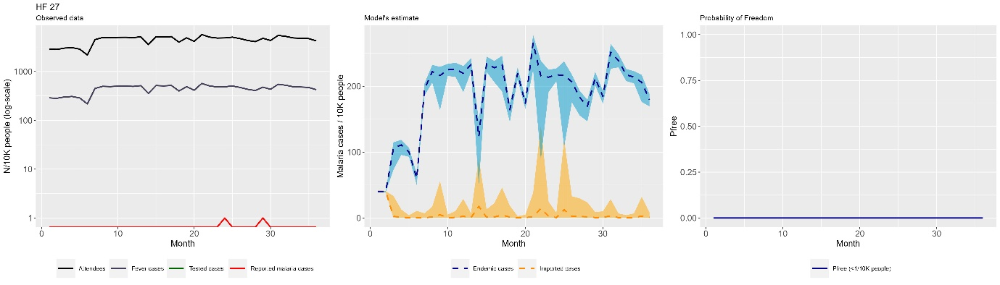 HF 27
Observed data
N/10K people (log-scale)
1000
100
10
1
0
10
20
30
Month
Attendees
Fever cases
Tested cases
Reported malaria cases
Model's estimate
Malaria cases / 10K people
200
100
0
0
10
20
30
Month
Endemic cases
Imported cases
Probability of Freedom
Pfree
1.00
0.75
0.50
0.25
0.00
0
10
20
30
Month
Pfree (<1/10K people)